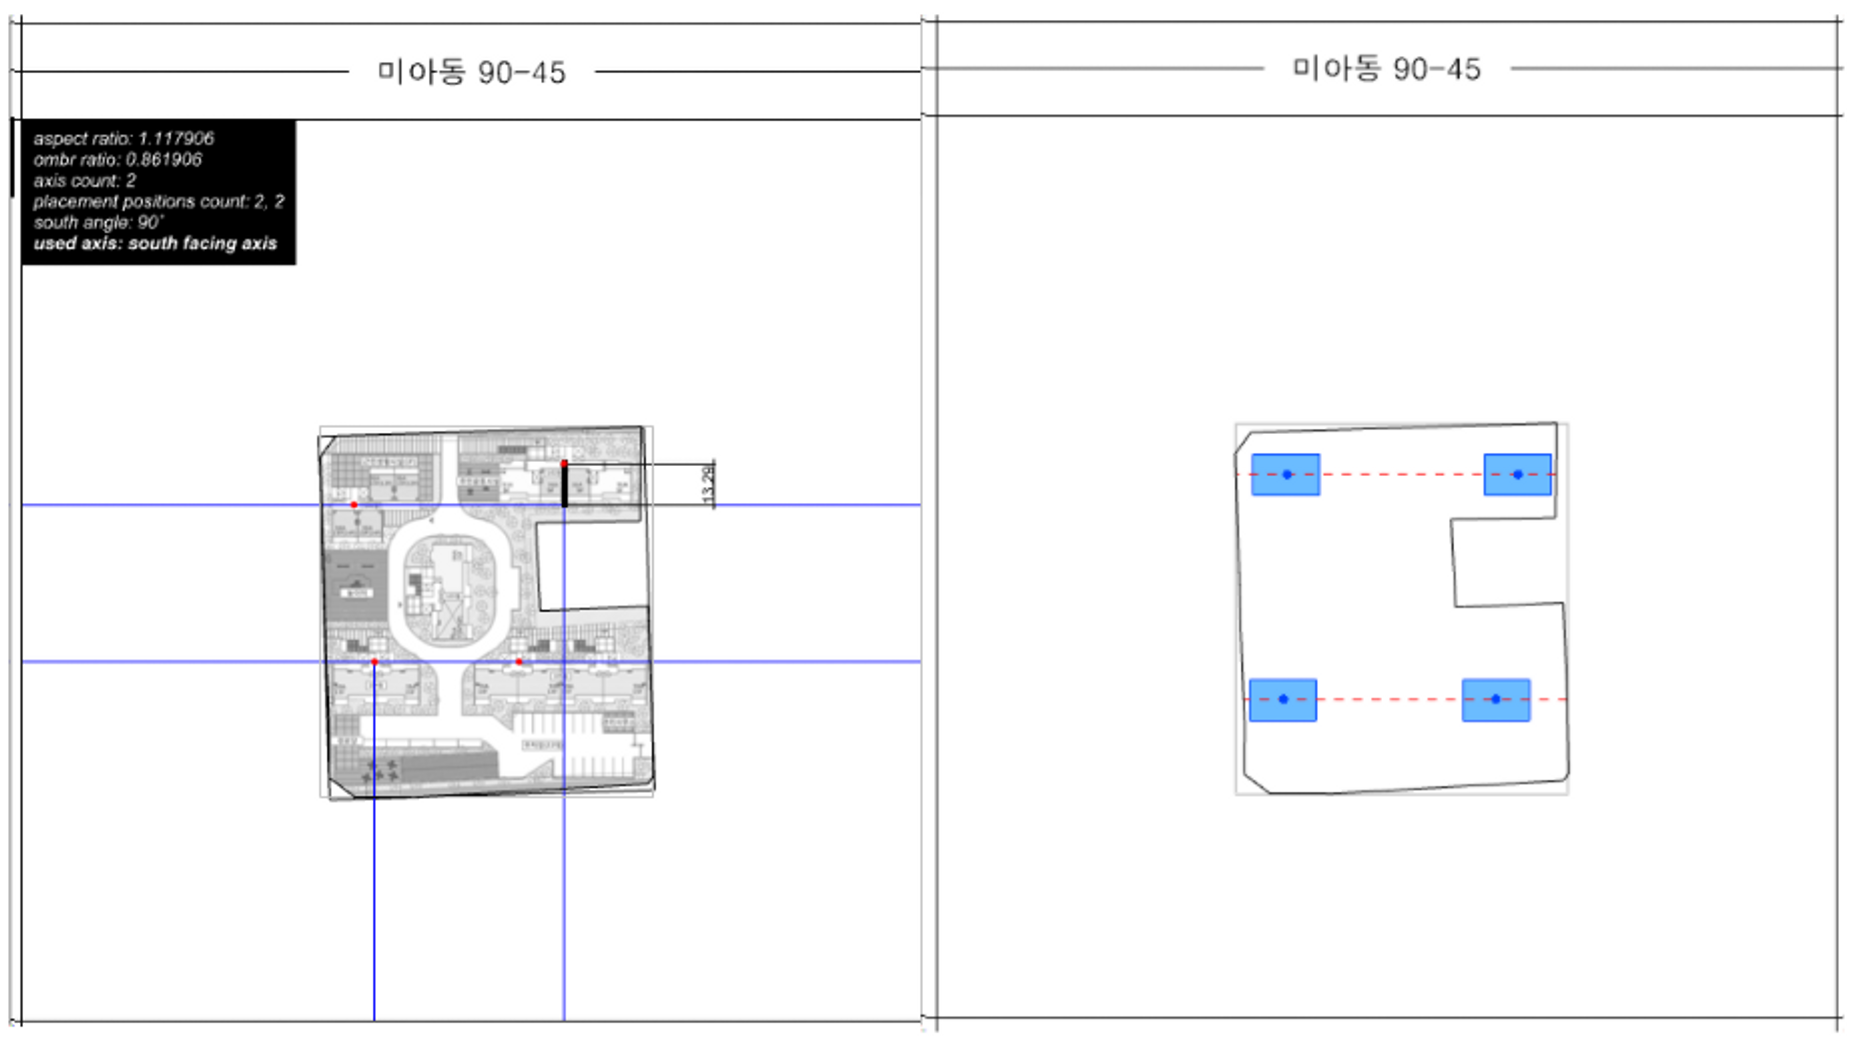 미아동 90-45
미아동 90-45
aspect ratio: 1.117906
ombr ratio: 0.861906
axis count: 2
placement positions count: 2, 2
south angle: 90°
used axis: south facing axis
13.29